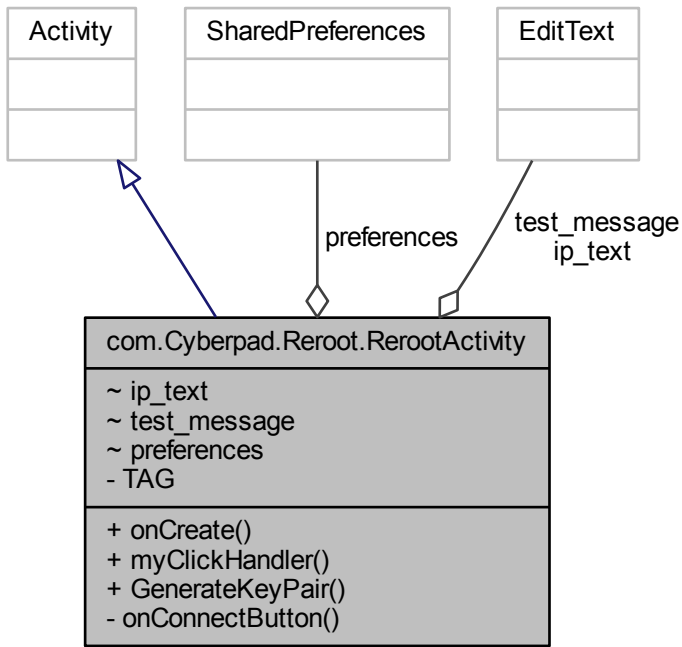 Activity
SharedPreferences
EditText
preferences
test_message
ip_text
com.Cyberpad.Reroot.RerootActivity
~ ip_text
~ test_message
~ preferences
- TAG
+ onCreate()
+ myClickHandler()
+ GenerateKeyPair()
- onConnectButton()